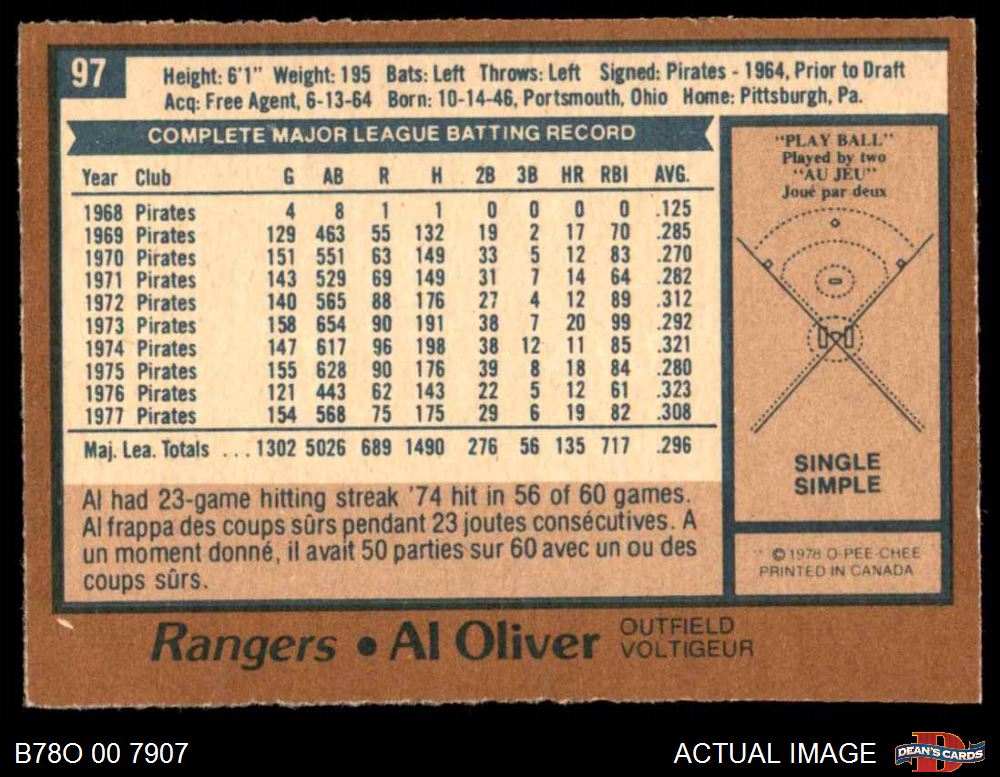 97
Height: 6'1" Weight: 195 Bats: Left Throws: Left Signed: Pirates - 1964, Prior to Draft
Acq: Free Agent, 6-13-64 Born: 10-14-46, Portsmouth, Ohio Home: Pittsburgh, Pa.
COMPLETE MAJOR LEAGUE BATTING RECORD
Year Club G AB R H 2B 3B HR RBI AVG.
1968 Pirates 4 8 1 1 0 0 0 0 .125
1969 Pirates 129 463 55 132 19 2 17 70 .285
1970 Pirates 151 551 63 149 33 5 12 83 .270
1971 Pirates 143 529 69 149 31 7 14 64 .282
1972 Pirates 140 565 88 176 27 4 12 89 .312
1973 Pirates 158 654 90 191 38 7 20 99 .292
1974 Pirates 147 617 96 198 38 12 11 85 .321
1975 Pirates 155 628 90 176 39 8 18 84 .280
1976 Pirates 121 443 62 143 22 5 12 61 .323
1977 Pirates 154 568 75 175 29 6 19 82 .308
Maj. Lea. Totals ... 1302 5026 689 1490 276 56 135 717 .296
Al had 23-game hitting streak '74 hit in 56 of 60 games.
Al frappa des coups sûrs pendant 23 joutes consécutives. A
un moment donné, il avait 50 parties sur 60 avec un ou des
coups sûrs.
"PLAY BALL"
Played by two
"AU JEU"
Joué par deux
SINGLE
SIMPLE
© 1978 O-PEE-CHEE
PRINTED IN CANADA
Rangers • Al Oliver OUTFIELD
VOLTIGEUR
B78O 00 7907
ACTUAL IMAGE
DEAN'S CARDS